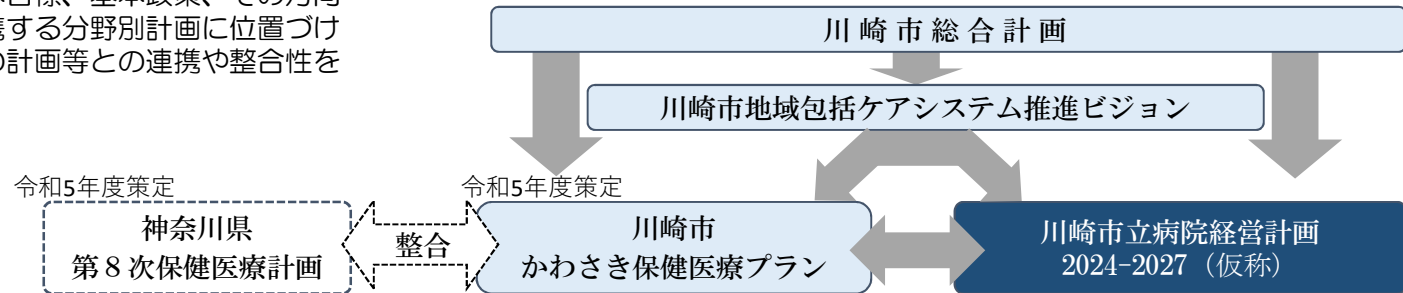 携する分野別計画に位置づけ
の計画等との連携や整合性を
川崎市総合計画
川崎市地域包括ケアシステム推進ビジョン
令和5年度策定
令和5年度策定
神奈川県
第8次保健医療計画
整合
川崎市
かわさき保健医療プラン
川崎市立病院経営計画
2024-2027（仮称）